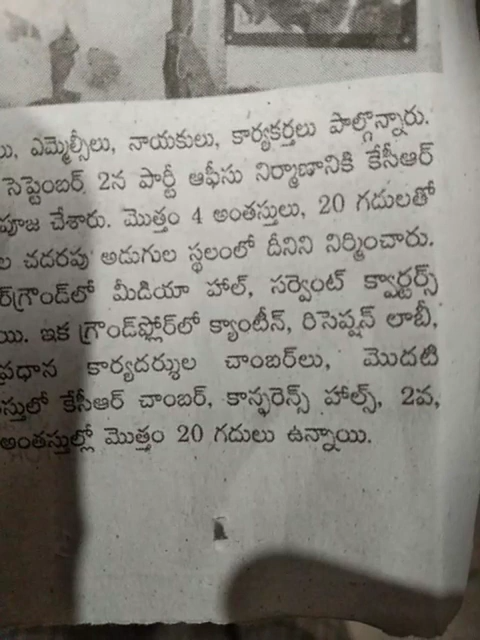 ఎమ్మెల్సీలు, నాయకులు, కార్యకర్తలు పాల్గొన్నారు.
సెప్టెంబర్ 2న పార్టీ ఆఫీసు నిర్మాణానికి కేసీఆర్
పూజ చేశారు. మొత్తం 4 అంతస్తులు, 20 గదులతో
చదరపు అడుగుల స్థలంలో దీనిని నిర్మించారు.
ర్‌గ్రౌండ్‌లో మీడియా హాల్, సర్వెంట్ క్వార్టర్స్
యి. ఇక గ్రౌండ్‌ఫ్లోర్‌లో క్యాంటీన్, రిసెప్షన్ లాబీ,
ప్రధాన కార్యదర్శుల చాంబర్‌లు, మొదటి
స్తులో కేసీఆర్ చాంబర్, కాన్ఫరెన్స్ హాల్స్, 2వ,
అంతస్తుల్లో మొత్తం 20 గదులు ఉన్నాయి.